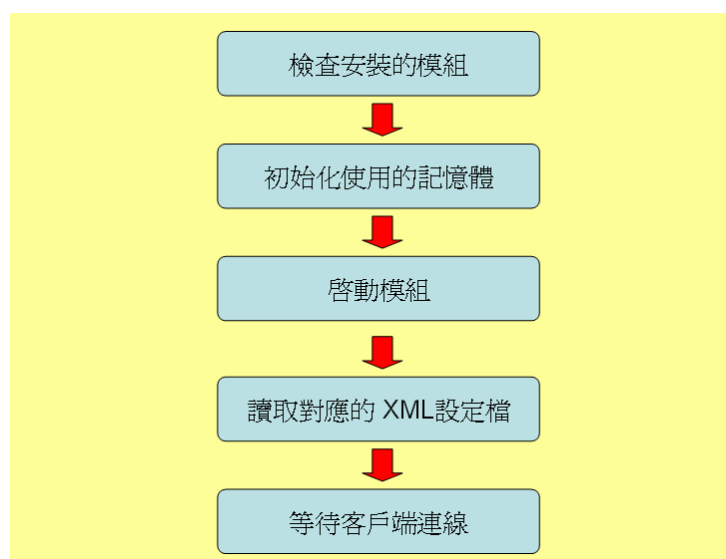 檢查安裝的模組
初始化使用的記憶體
啓動模組
讀取對應的 XML設定檔
等待客戶端連線